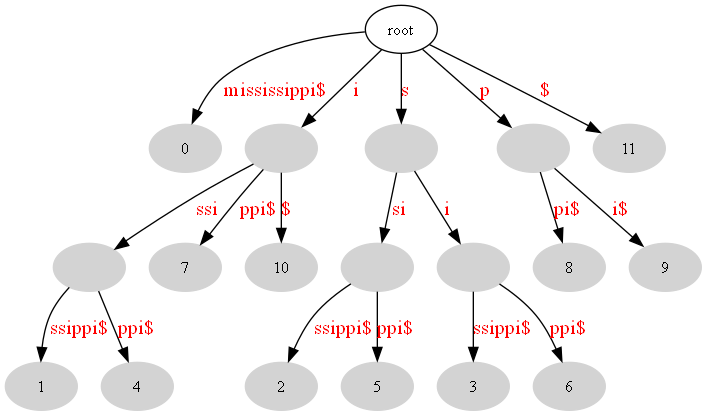 root
mississippi$ i s p $
0 11
ssi ppi$ $ si i pi$ i$
7 10 8 9
ssippi$ ppi$ ssippi$ ppi$ ssippi$ ppi$
1 4 2 5 3 6